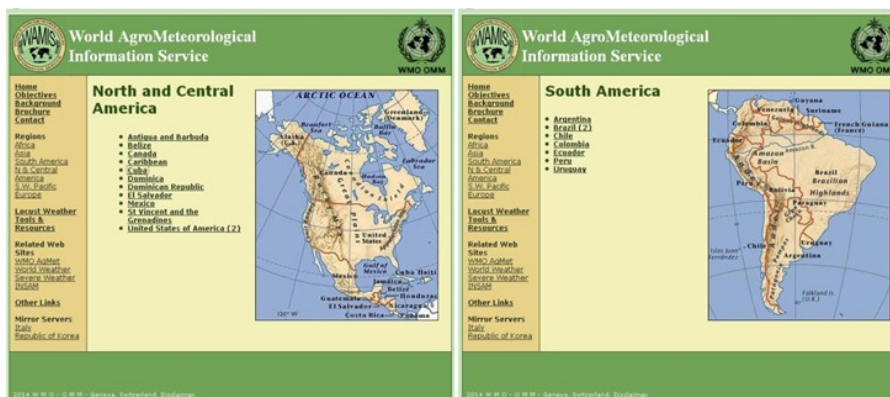 WAMIS
World AgroMeteorological
Information Service
WMO OMM
Home
Objectives
Background
Brochure
Contact
Regions
Africa
Asia
South America
N & Central
America
S.W. Pacific
Europe
Locust Weather
Tools &
Resources
Related Web
Sites
WMO AgMet
World Weather
Severe Weather
INSAM
Other Links
Mirror Servers
Italy
Republic of Korea
North and Central
America
Antigua and Barbuda
Belize
Canada
Caribbean
Cuba
Dominica
Dominican Republic
El Salvador
Mexico
St Vincent and the
Grenadines
United States of America (2)
ARCTIC OCEAN
Greenland
(Denmark)
Beaufort
Sea
Baffin
Bay
Alaska
Labrador
Sea
Canada
Hudson
Bay
Great Plains
United
States
Gulf of
Mexico
Mexico
Cuba Haiti
Jamaica
Belize
Honduras
Guatemala
El Salvador
Nicaragua
Costa Rica
Panama
120° W
2014 W M O - O M M - Geneva, Switzerland, Disclaimer
WAMIS
World AgroMeteorological
Information Service
WMO OMM
Home
Objectives
Background
Brochure
Contact
Regions
Africa
Asia
South America
N & Central
America
S.W. Pacific
Europe
Locust Weather
Tools &
Resources
Related Web
Sites
WMO AgMet
World Weather
Severe Weather
INSAM
Other Links
Mirror Servers
Italy
Republic of Korea
South America
Argentina
Brazil (2)
Chile
Colombia
Ecuador
Peru
Uruguay
Guyana
Venezuela
Suriname
Colombia
French Guiana
(France)
Ecuador
Amazon R.
Amazon
Basin
Brazil
Brazilian
Highlands
Peru
Bolivia
Paraguay
Chile
Uruguay
Argentina
Islas Juan
Fernández
Falkland Is.
(U.K.)
2014 W M O - O M M - Geneva, Switzerland, Disclaimer